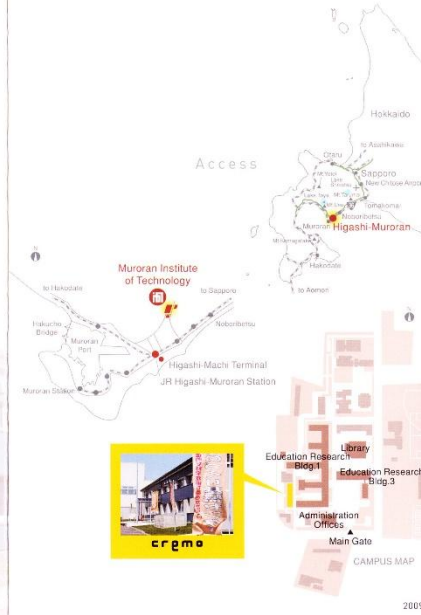 Access
Hokkaido
to Asahikawa
Otaru
Sapporo
New Chitose Airport
Tomakomai
Noboribetsu
Muroran
Higashi-Muroran
Hakodate
to Aomori
Muroran Institute
of Technology
to Hakodate
to Sapporo
Noboribetsu
Hakucho
Bridge
Muroran
Port
Higashi-Machi Terminal
Muroran Station
JR Higashi-Muroran Station
Library
Education Research
Bldg.1
Education Research
Bldg.3
Administration
Offices
Main Gate
cremo
CAMPUS MAP
2009